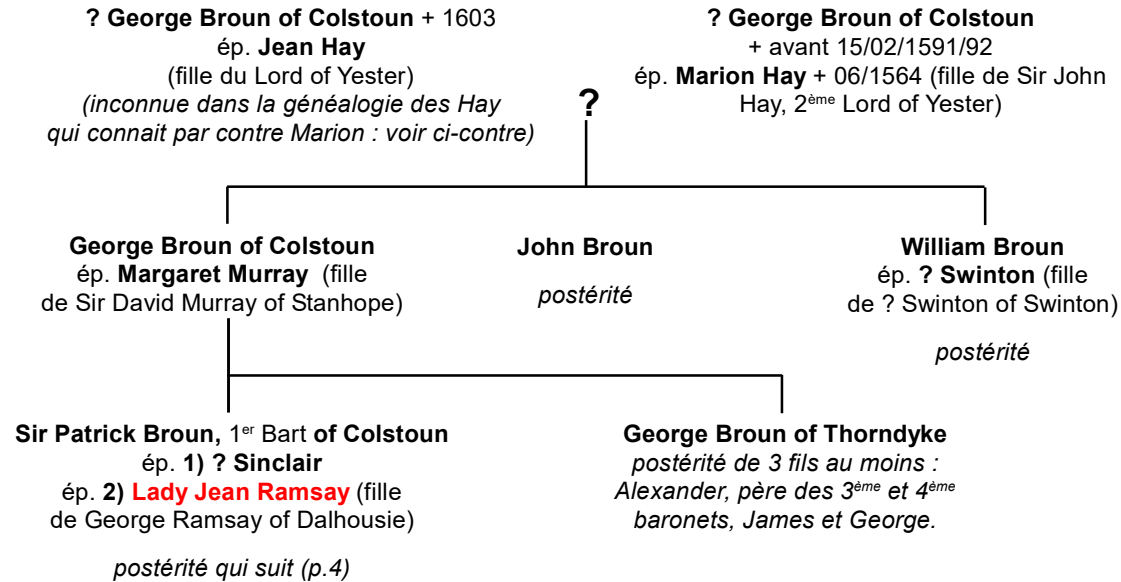 ? George Broun of Colstoun + 1603
ép. Jean Hay
(fille du Lord of Yester)
(inconnue dans la généalogie des Hay
qui connait par contre Marion : voir ci-contre)
? George Broun of Colstoun
+ avant 15/02/1591/92
ép. Marion Hay + 06/1564 (fille de Sir John
Hay, 2ème Lord of Yester)
?
George Broun of Colstoun
ép. Margaret Murray (fille
de Sir David Murray of Stanhope)
John Broun
postérité
William Broun
ép. ? Swinton (fille
de ? Swinton of Swinton)
postérité
Sir Patrick Broun, 1er Bart of Colstoun
ép. 1) ? Sinclair
ép. 2) Lady Jean Ramsay (fille
de George Ramsay of Dalhousie)
postérité qui suit (p.4)
George Broun of Thorndyke
postérité de 3 fils au moins :
Alexander, père des 3ème et 4ème
baronets, James et George.